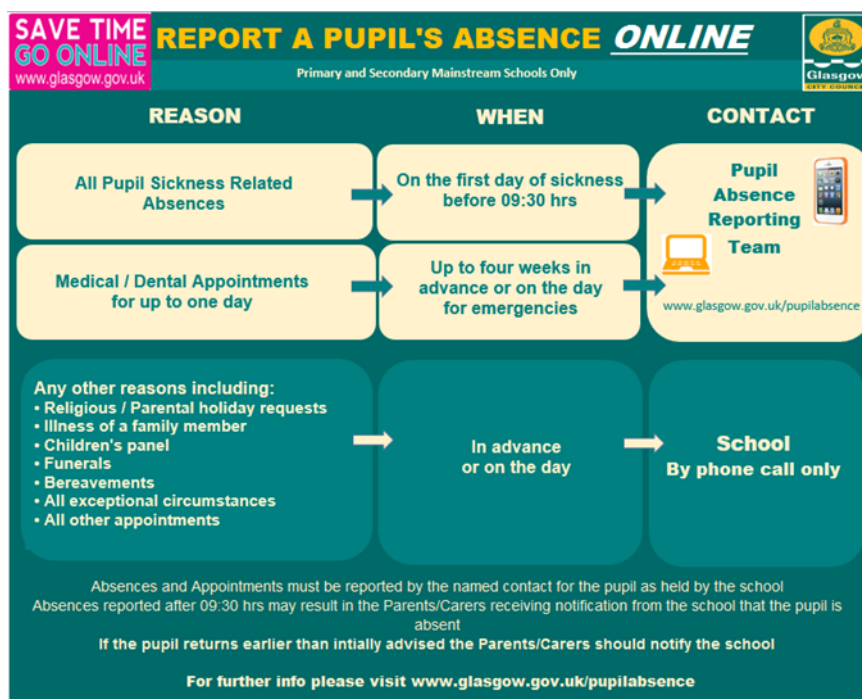 SAVE TIME
GO ONLINE
www.glasgow.gov.uk
REPORT A PUPIL'S ABSENCE ONLINE
Primary and Secondary Mainstream Schools Only
Glasgow
CITY COUNCIL
REASON
WHEN
CONTACT
All Pupil Sickness Related
Absences
On the first day of sickness
before 09:30 hrs
Pupil
Absence
Reporting
Team
Medical / Dental Appointments
for up to one day
Up to four weeks in
advance or on the day
for emergencies
www.glasgow.gov.uk/pupilabsence
Any other reasons including:
• Religious / Parental holiday requests
• Illness of a family member
• Children's panel
• Funerals
• Bereavements
• All exceptional circumstances
• All other appointments
In advance
or on the day
School
By phone call only
Absences and Appointments must be reported by the named contact for the pupil as held by the school
Absences reported after 09:30 hrs may result in the Parents/Carers receiving notification from the school that the pupil is
absent
If the pupil returns earlier than intially advised the Parents/Carers should notify the school
For further info please visit www.glasgow.gov.uk/pupilabsence